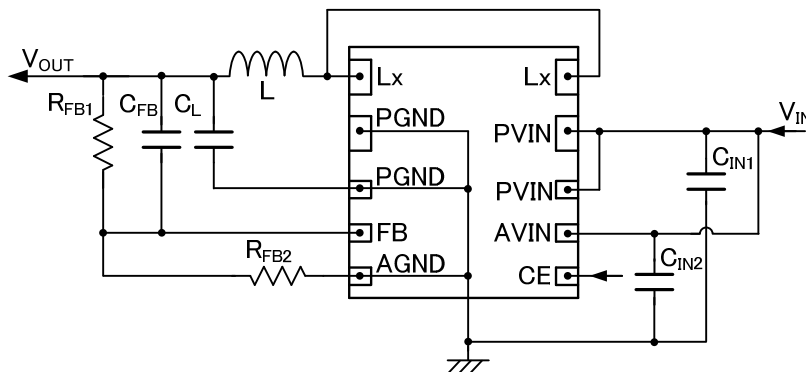 VOUT
RFB1
CFB
CL
L
Lx
Lx
PGND
PVIN
VIN
CIN1
PGND
PVIN
FB
AVIN
RFB2
AGND
CE
CIN2